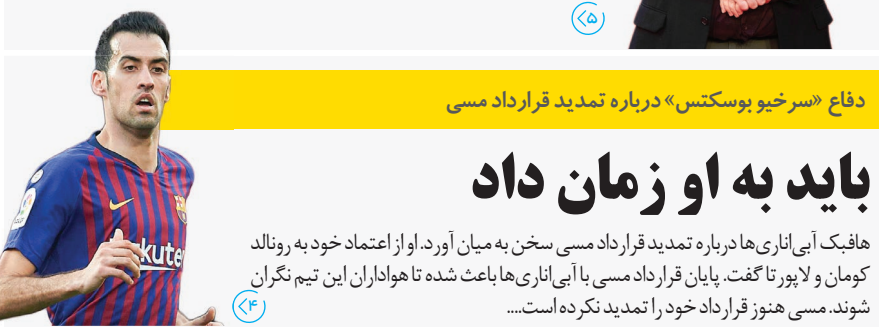 <۵
دفاع «سرخیو بوسکتس» درباره تمدید قرارداد مسی
باید به او زمان داد
هافبک آبی‌اناری‌ها درباره تمدید قرارداد مسی سخن به میان آورد. او از اعتماد خود به رونالد
کومان و لاپورتا گفت. پایان قرارداد مسی با آبی‌اناری‌ها باعث شده تا هواداران این تیم نگران
شوند. مسی هنوز قرارداد خود را تمدید نکرده است....
<۴
Rakuten